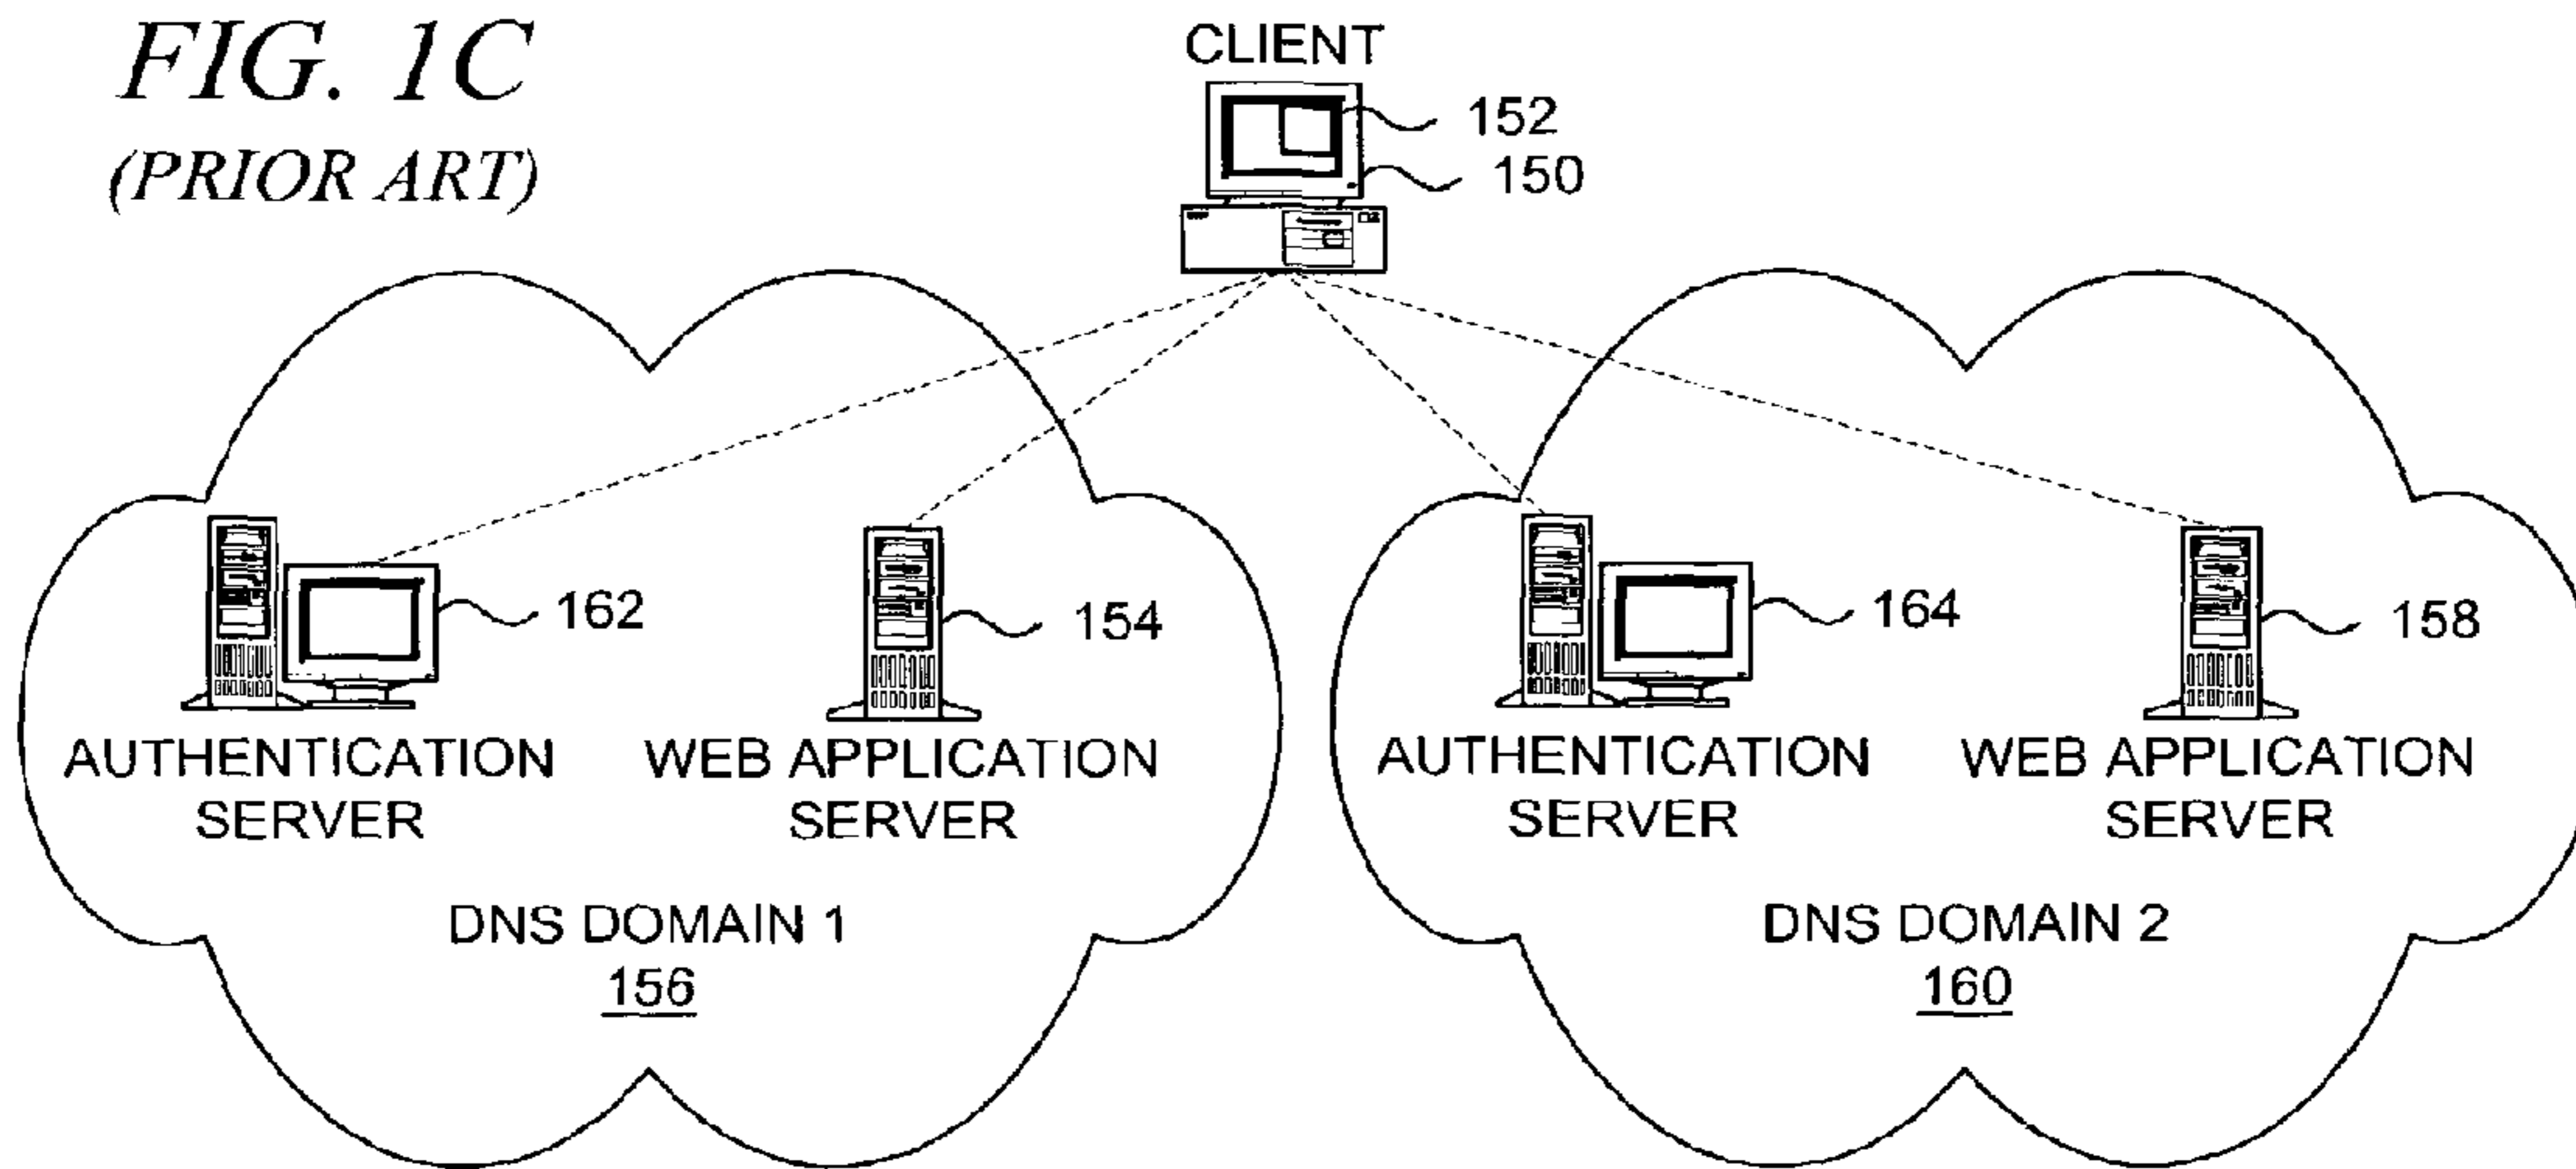 FIG. 1C
(PRIOR ART)
CLIENT
152
150
162
154
164
158
AUTHENTICATION
SERVER
WEB APPLICATION
SERVER
AUTHENTICATION
SERVER
WEB APPLICATION
SERVER
DNS DOMAIN 1
156
DNS DOMAIN 2
160